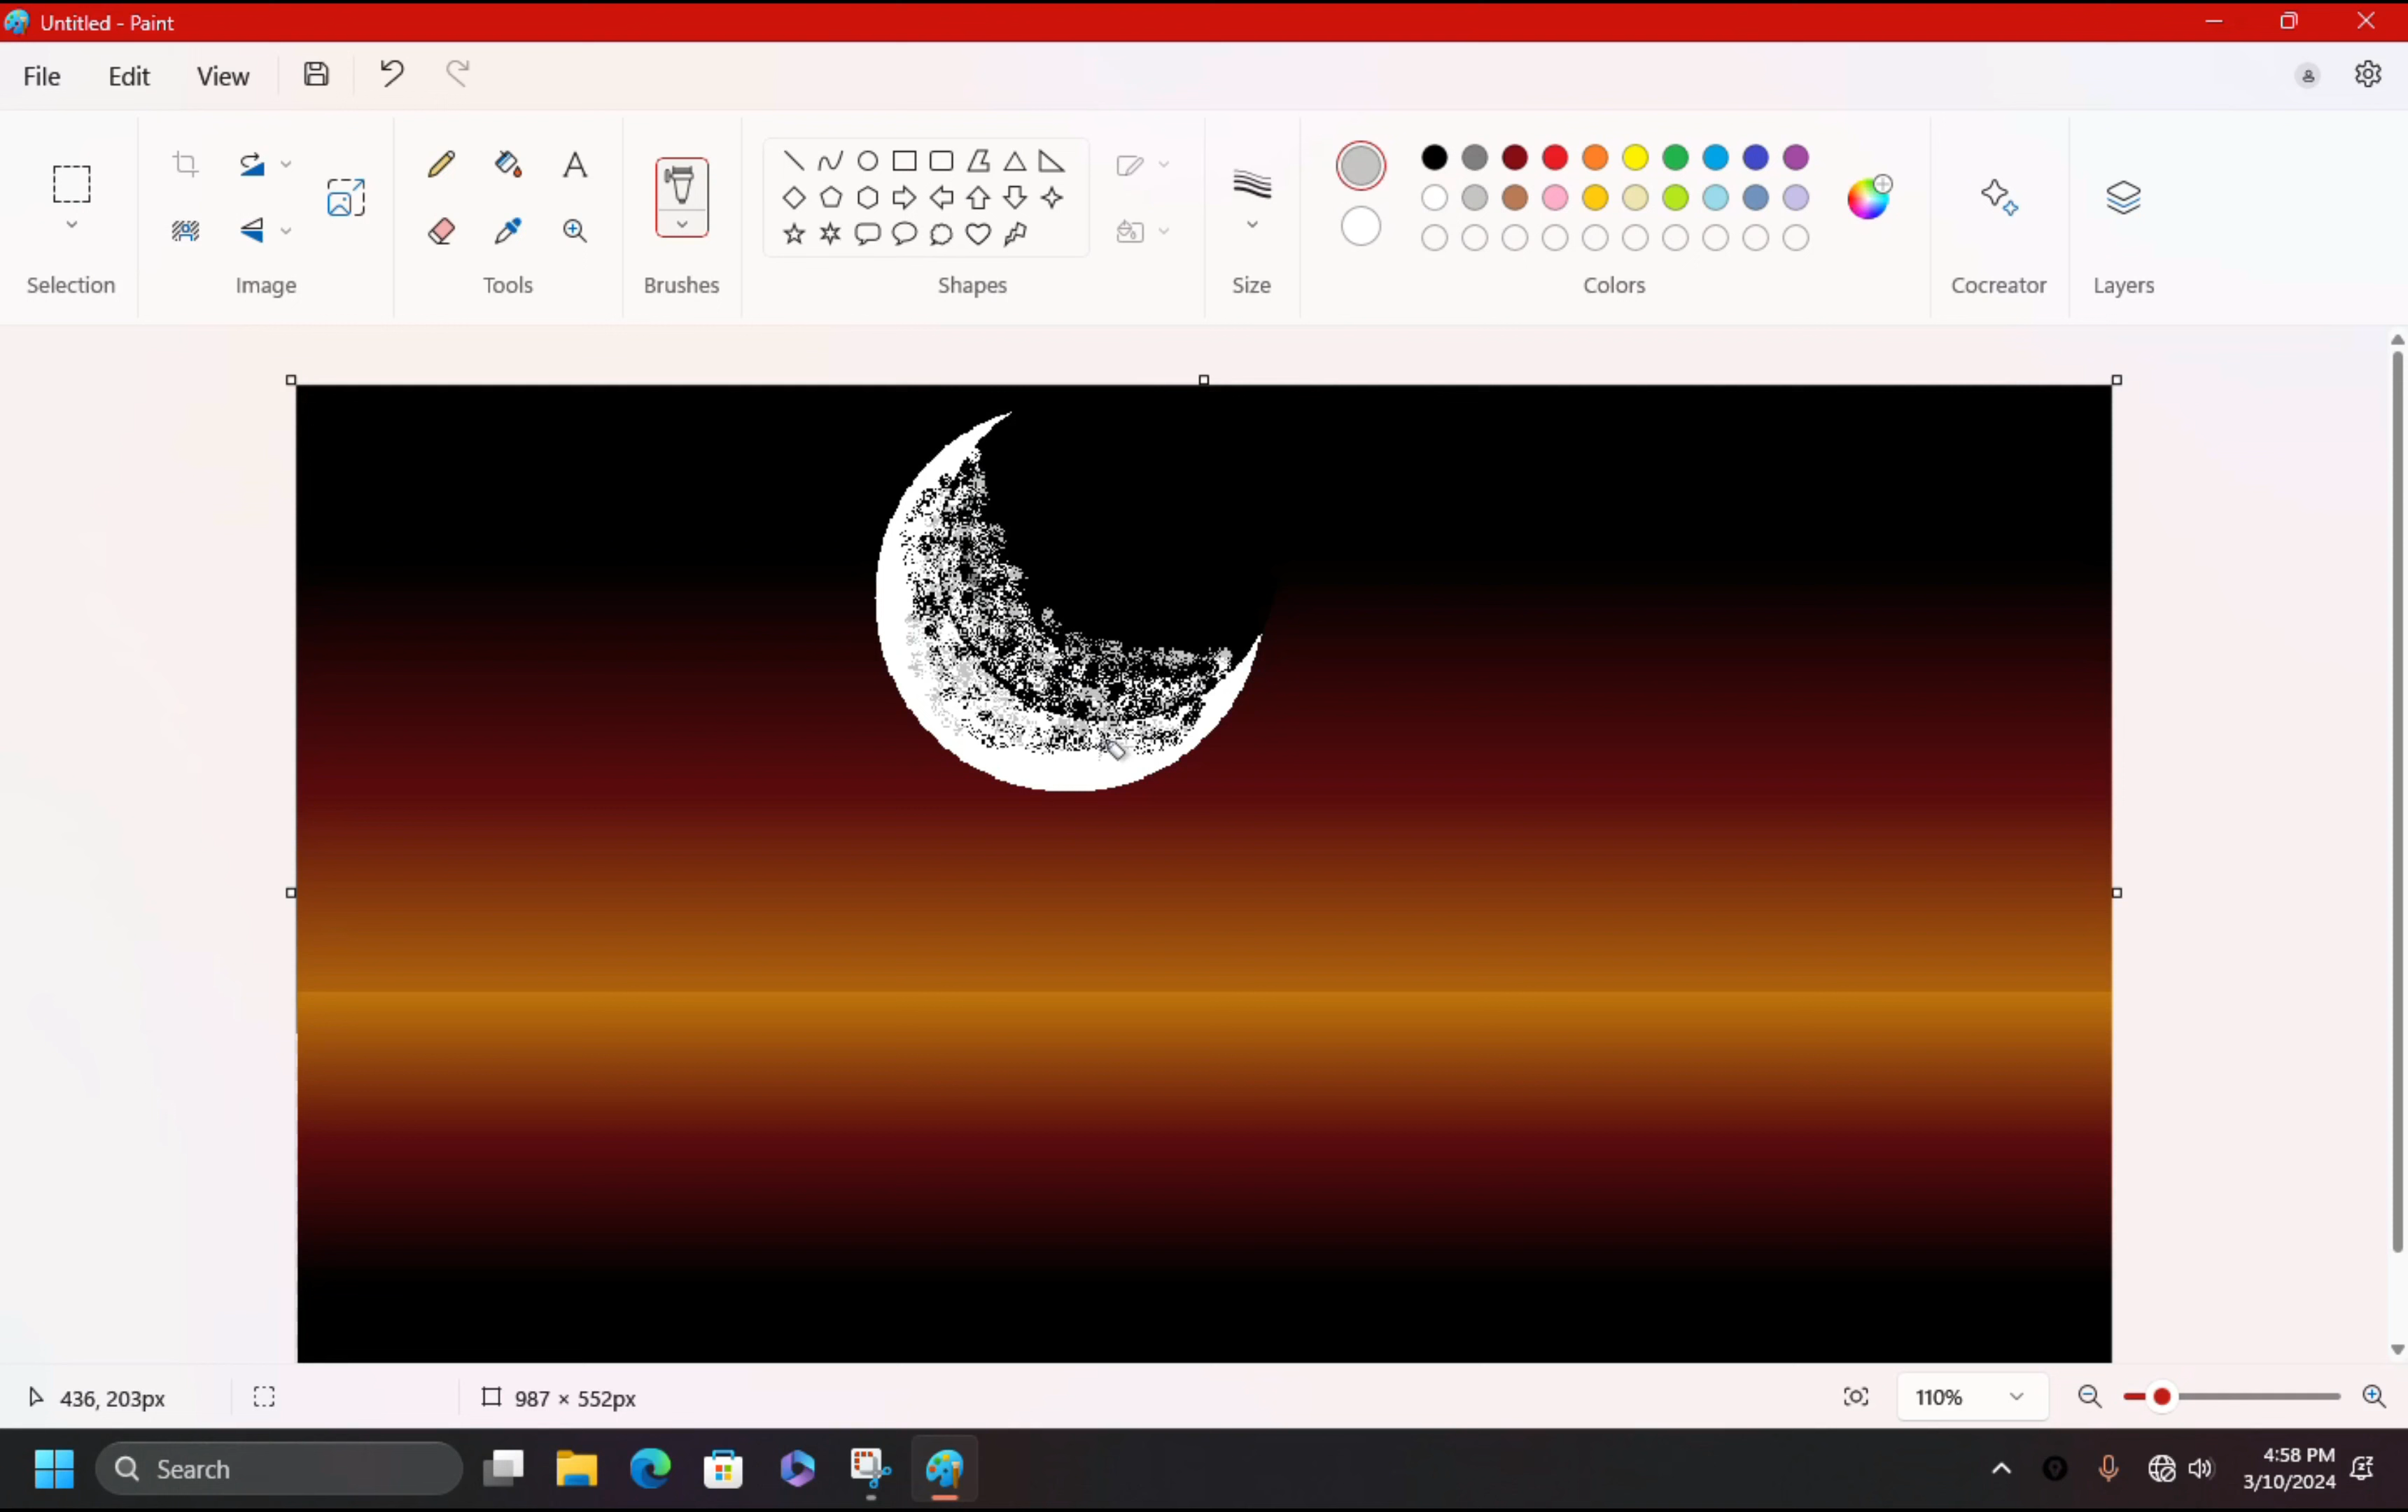 Untitled - Paint
File Edit View
Selection Image Tools Brushes Shapes Size Colors Cocreator Layers
436, 203px 987 × 552px 110%
Search 4:58 PM
3/10/2024